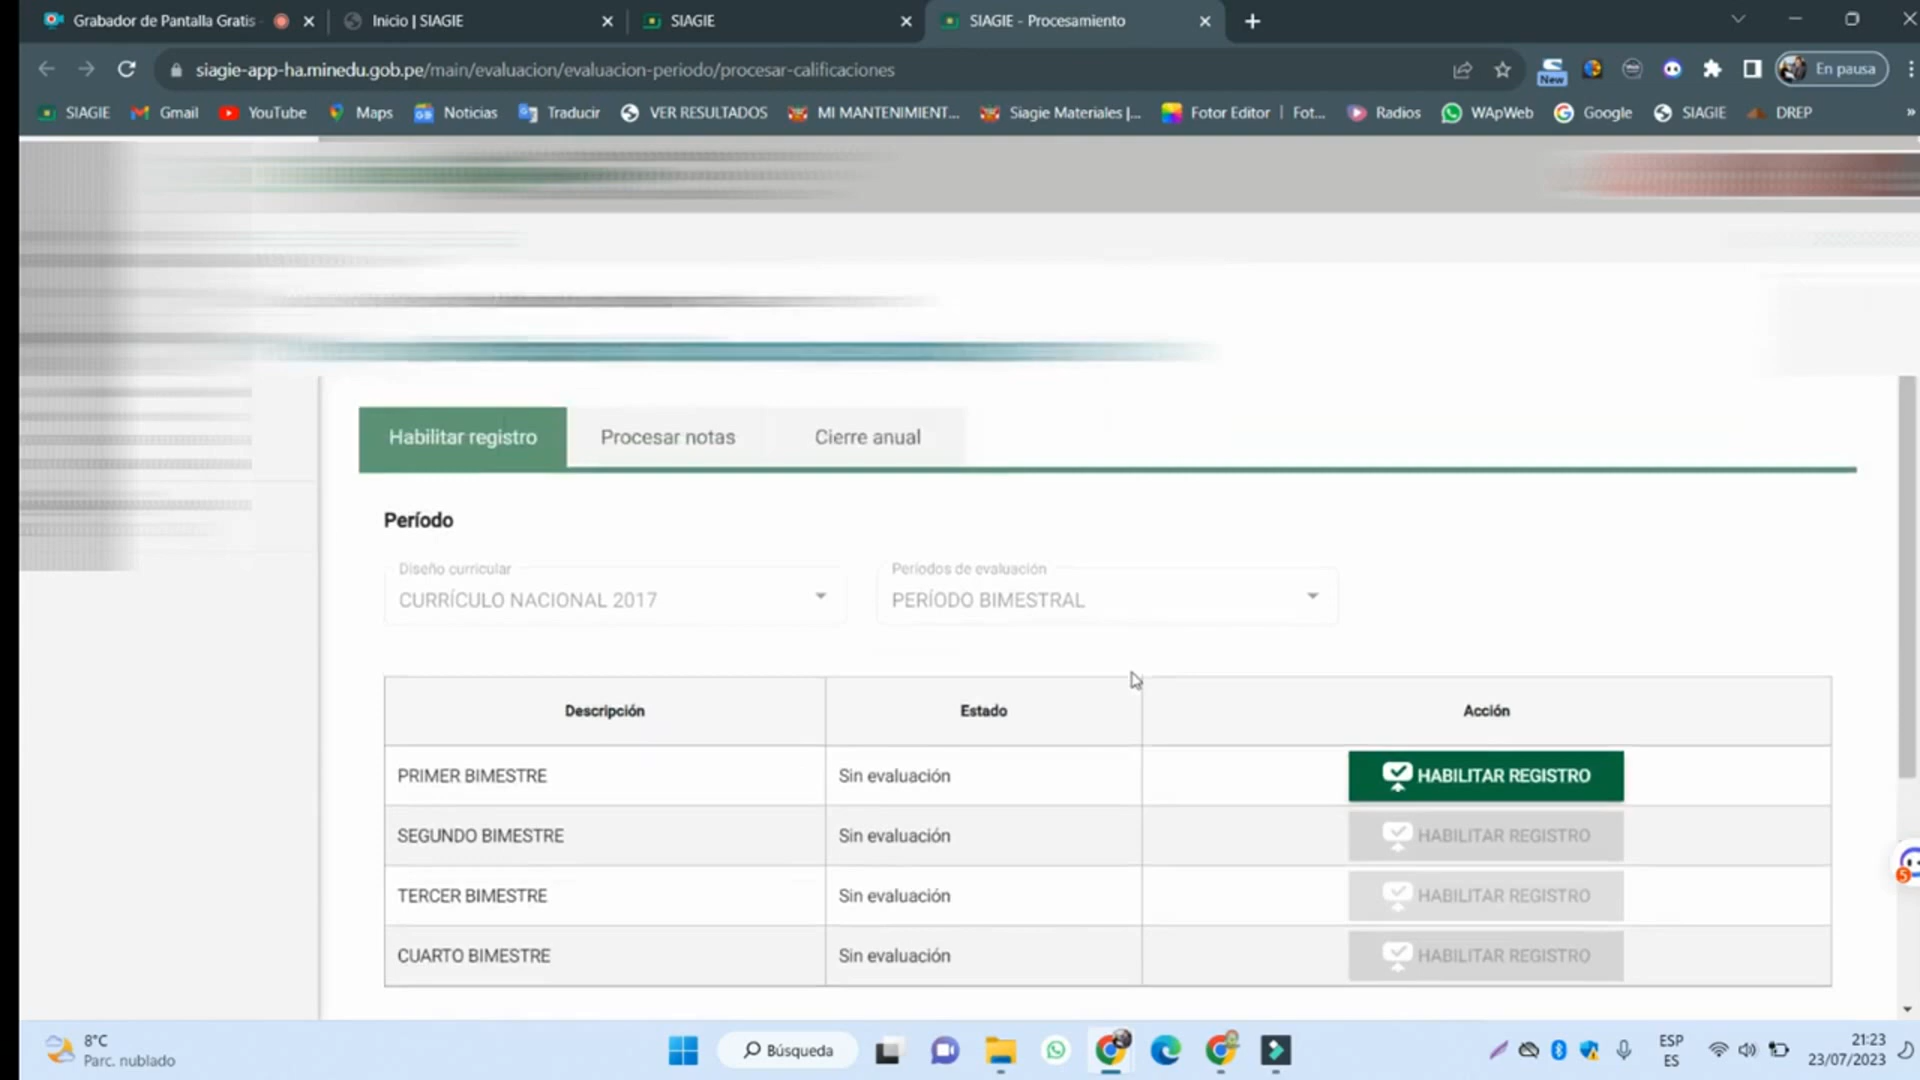 Grabador de Pantalla Gratis
Inicio | SIAGIE
SIAGIE
SIAGIE - Procesamiento
siagie-app-ha.minedu.gob.pe/main/evaluacion/evaluacion-periodo/procesar-calificaciones
New
En pausa
SIAGIE
Gmail
YouTube
Maps
Noticias
Traducir
VER RESULTADOS
MI MANTENIMIENT...
Siagie Materiales |...
Fotor Editor | Fot...
Radios
WApWeb
Google
SIAGIE
DREP
»
Habilitar registro
Procesar notas
Cierre anual
Período
Diseño curricular
CURRÍCULO NACIONAL 2017
Períodos de evaluación
PERÍODO BIMESTRAL
Descripción Estado Acción
PRIMER BIMESTRE Sin evaluación HABILITAR REGISTRO
SEGUNDO BIMESTRE Sin evaluación HABILITAR REGISTRO
TERCER BIMESTRE Sin evaluación HABILITAR REGISTRO
CUARTO BIMESTRE Sin evaluación HABILITAR REGISTRO
5
8°C
Parc. nublado
Búsqueda
ESP
ES
21:23
23/07/2023